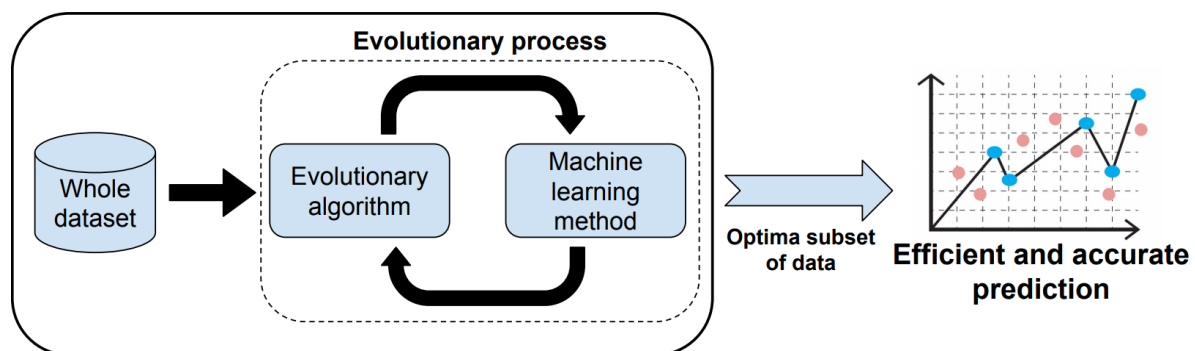 Evolutionary process
Whole
dataset
Evolutionary
algorithm
Machine
learning
method
Optima subset
of data
Efficient and accurate
prediction